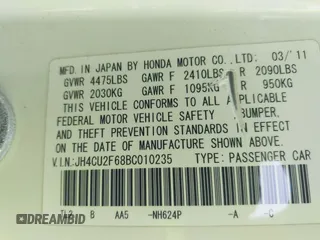 MFD. IN JAPAN BY HONDA MOTOR CO.,LTD. 03/'11
GVWR 4475LBS GAWR F 2410LBS R 2090LBS
GVWR 2030KG GAWR F 1095KG R 950KG
THIS VEHICLE CONFORMS TO ALL APPLICABLE
FEDERAL MOTOR VEHICLE SAFETY, BUMPER,
AND THEFT PREVENTION STANDARDS IN EFFECT ON
THE DATE OF MANUFACTURE SHOWN ABOVE.
V.I.N:JH4CU2F68BC010235 TYPE: PASSENGER CAR
TL2 B AA5 -NH624P -A -C
DREAMBID